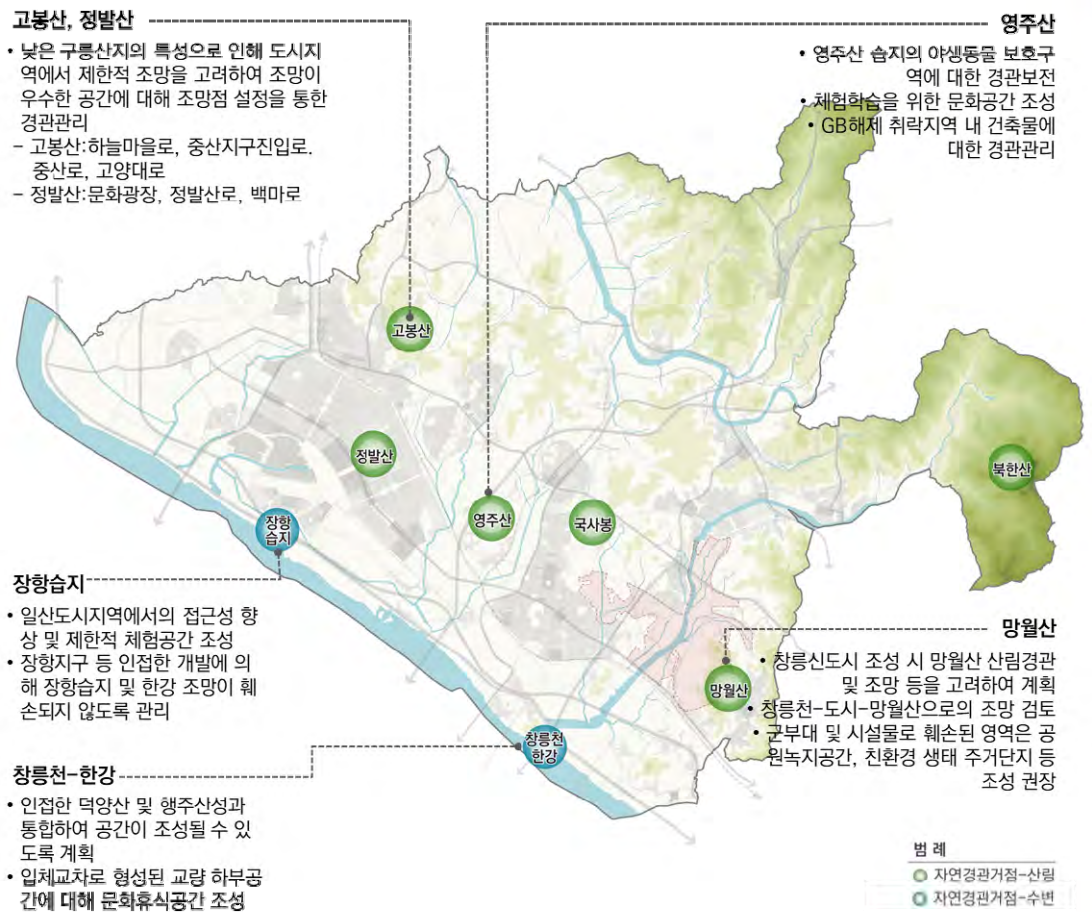 고봉산, 정발산
• 낮은 구릉산지의 특성으로 인해 도시지
역에서 제한적 조망을 고려하여 조망이
우수한 공간에 대해 조망점 설정을 통한
경관관리
- 고봉산:하늘마을로, 중산지구진입로.
중산로, 고양대로
- 정발산:문화광장, 정발산로, 백마로
영주산
• 영주산 습지의 야생동물 보호구
역에 대한 경관보전
• 체험학습을 위한 문화공간 조성
• GB해제 취락지역 내 건축물에
대한 경관관리
고봉산
정발산
영주산
국사봉
북한산
장항
습지
망월산
창릉천
한강
장항습지
• 일산도시지역에서의 접근성 향
상 및 제한적 체험공간 조성
• 장항지구 등 인접한 개발에 의
해 장항습지 및 한강 조망이 훼
손되지 않도록 관리
망월산
• 창릉신도시 조성 시 망월산 산림경관
및 조망 등을 고려하여 계획
• 창릉천-도시-망월산으로의 조망 검토
• 군부대 및 시설물로 훼손된 영역은 공
원녹지공간, 친환경 생태 주거단지 등
조성 권장
창릉천-한강
• 인접한 덕양산 및 행주산성과
통합하여 공간이 조성될 수 있
도록 계획
• 입체교차로 형성된 교량 하부공
간에 대해 문화휴식공간 조성
범 례
자연경관거점-산림
자연경관거점-수변